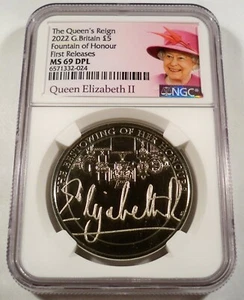 The Queen's Reign
2022 G.Britain £5
Fountain of Honour
First Releases
MS 69 DPL
6571332-024
NGC
Queen Elizabeth II
THE BESTOWING OF HER
Elizabeth R